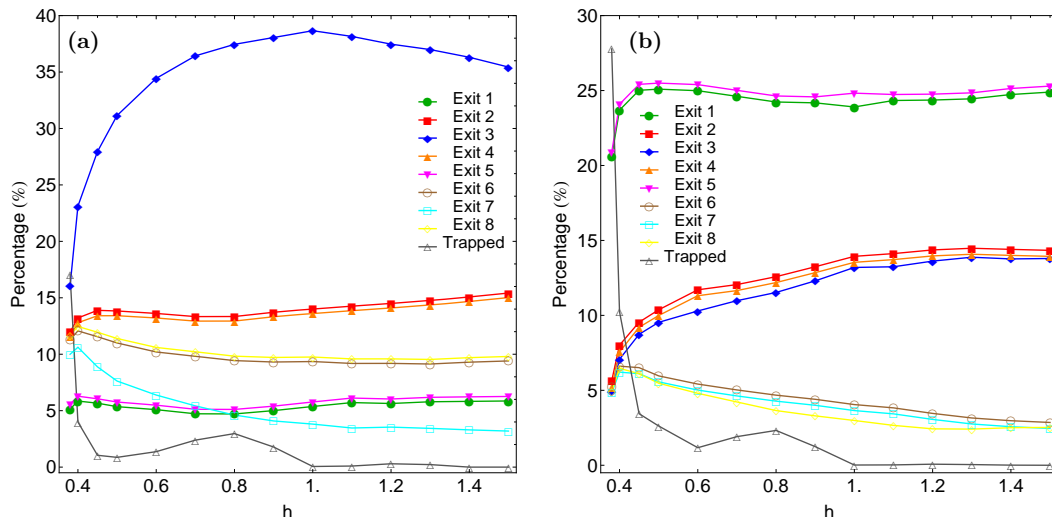 (a)
Percentage (%)
40
35
30
25
20
15
10
5
0
0.4
0.6
0.8
1.
1.2
1.4
h
Exit 1
Exit 2
Exit 3
Exit 4
Exit 5
Exit 6
Exit 7
Exit 8
Trapped
(b)
Percentage (%)
30
25
20
15
10
5
0
0.4
0.6
0.8
1.
1.2
1.4
h
Exit 1
Exit 2
Exit 3
Exit 4
Exit 5
Exit 6
Exit 7
Exit 8
Trapped